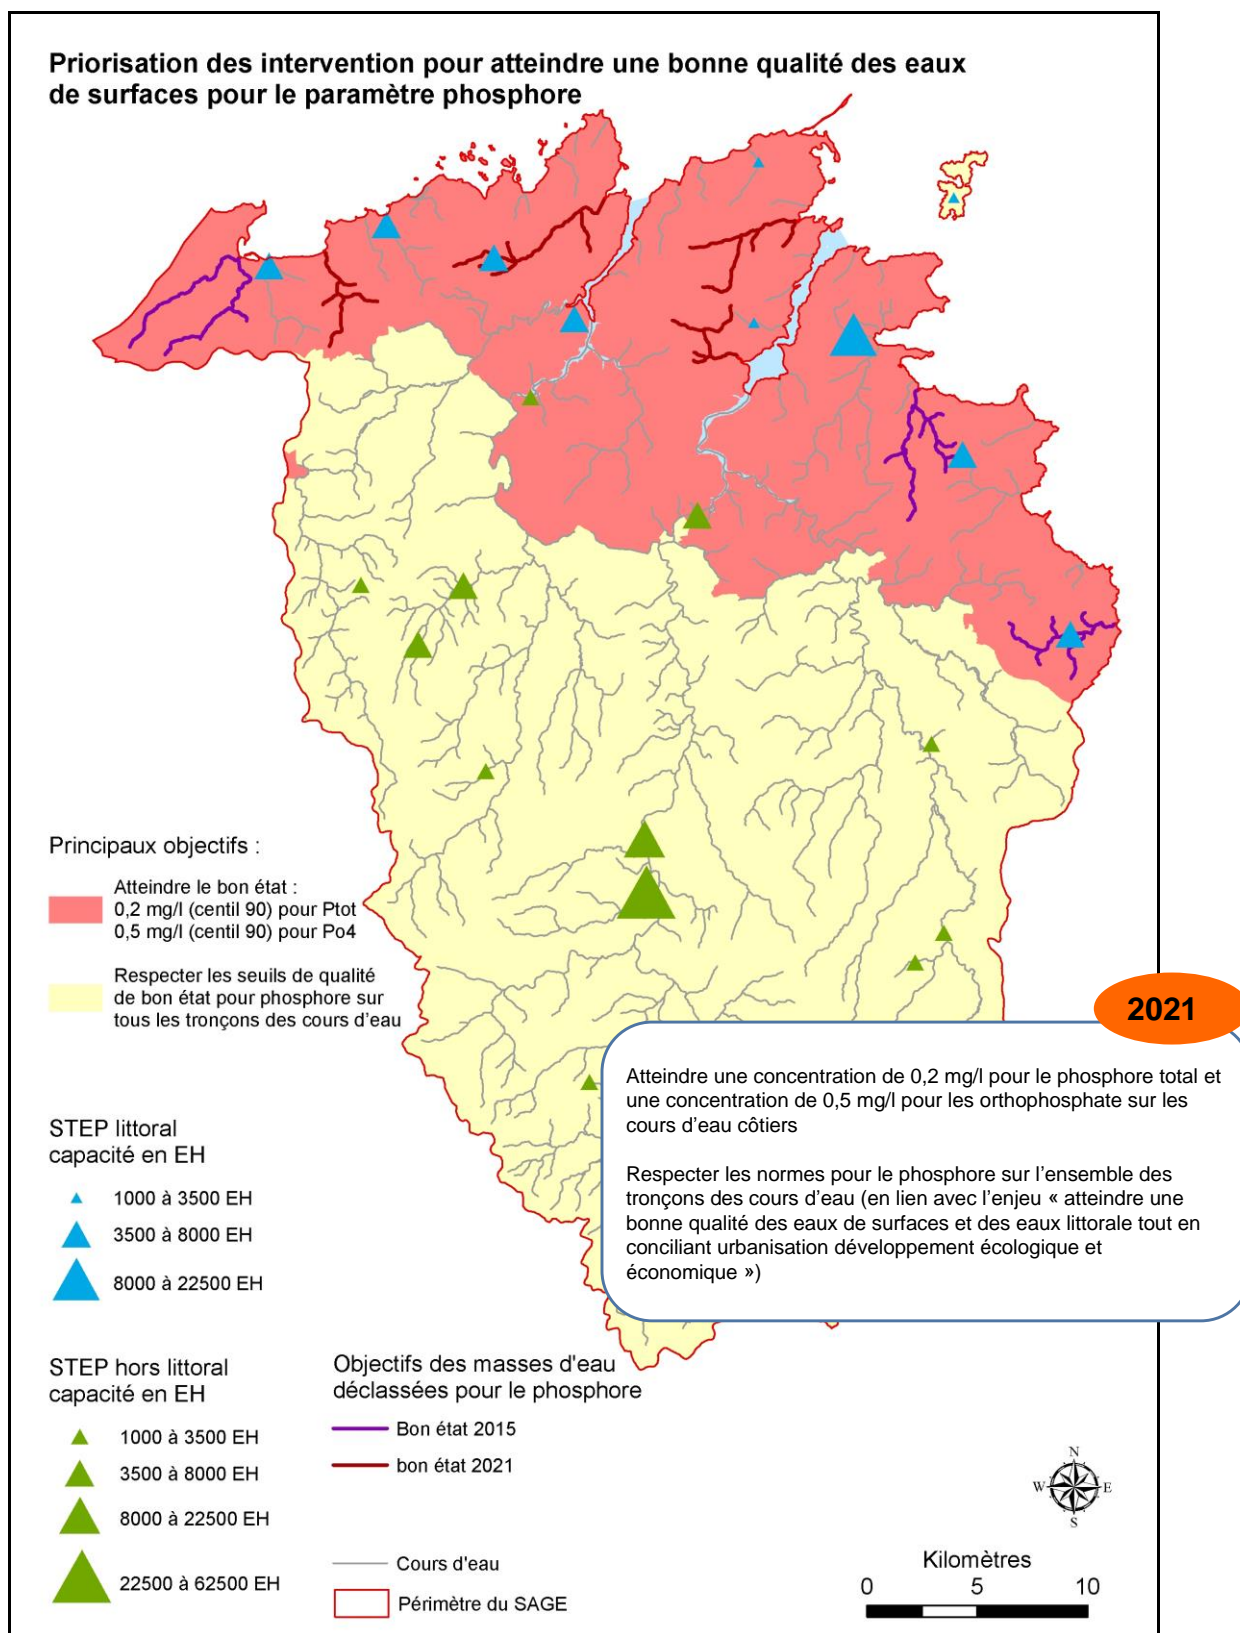 Priorisation des intervention pour atteindre une bonne qualité des eaux
de surfaces pour le paramètre phosphore
Principaux objectifs :
Atteindre le bon état :
0,2 mg/l (centil 90) pour Ptot
0,5 mg/l (centil 90) pour Po4
Respecter les seuils de qualité
de bon état pour phosphore sur
tous les tronçons des cours d'eau
2021
Atteindre une concentration de 0,2 mg/l pour le phosphore total et
une concentration de 0,5 mg/l pour les orthophosphate sur les
cours d'eau côtiers
Respecter les normes pour le phosphore sur l'ensemble des
tronçons des cours d'eau (en lien avec l'enjeu « atteindre une
bonne qualité des eaux de surfaces et des eaux littorale tout en
conciliant urbanisation développement écologique et
économique »)
STEP littoral
capacité en EH
1000 à 3500 EH
3500 à 8000 EH
8000 à 22500 EH
STEP hors littoral
capacité en EH
1000 à 3500 EH
3500 à 8000 EH
8000 à 22500 EH
22500 à 62500 EH
Objectifs des masses d'eau
déclassées pour le phosphore
Bon état 2015
bon état 2021
Cours d'eau
Périmètre du SAGE
N
W E
S
Kilomètres
0 5 10